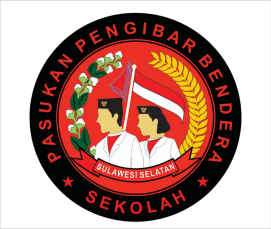 PASUKAN PENGIBAR BENDERA
SULAWESI SELATAN
SEKOLAH